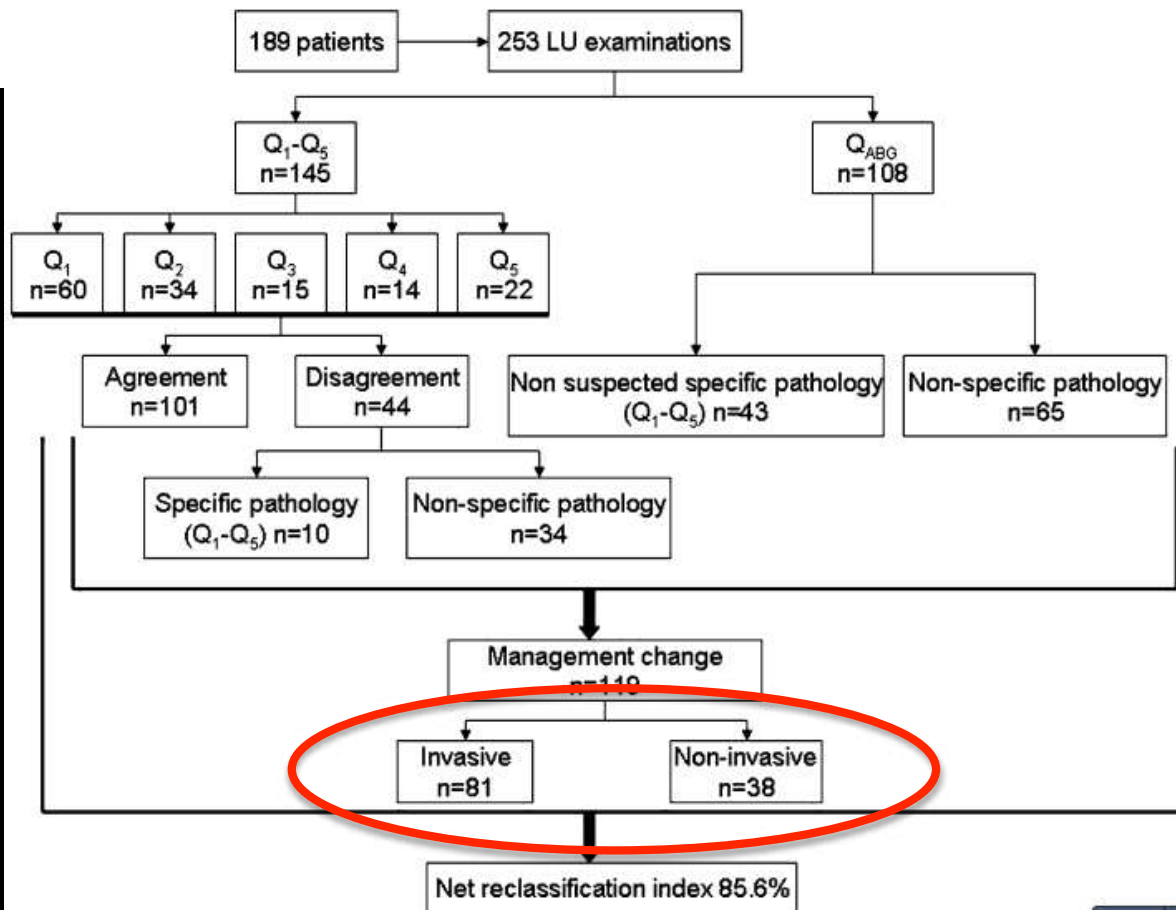 189 patients
253 LU examinations
Q₁-Q₅
n=145
Q_ABG
n=108
Q₁
n=60
Q₂
n=34
Q₃
n=15
Q₄
n=14
Q₅
n=22
Agreement
n=101
Disagreement
n=44
Non suspected specific pathology
(Q₁-Q₅) n=43
Non-specific pathology
n=65
Specific pathology
(Q₁-Q₅) n=10
Non-specific pathology
n=34
Management change
n=119
Invasive
n=81
Non-invasive
n=38
Net reclassification index 85.6%